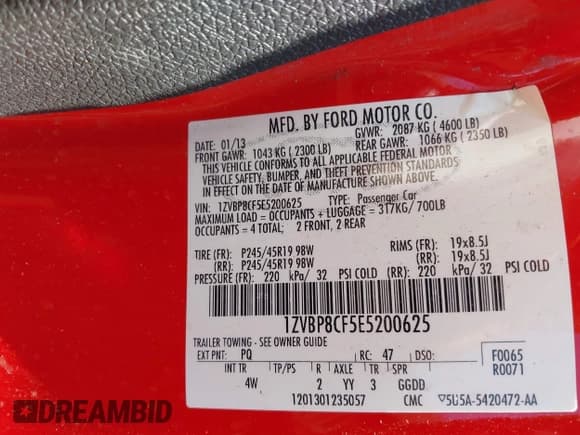 MFD. BY FORD MOTOR CO.
DATE: 01/13 GVWR: 2087 KG ( 4600 LB)
FRONT GAWR: 1043 KG ( 2300 LB) REAR GAWR: 1066 KG ( 2350 LB)
THIS VEHICLE CONFORMS TO ALL APPLICABLE FEDERAL MOTOR
VEHICLE SAFETY, BUMPER, AND THEFT PREVENTION STANDARDS
IN EFFECT ON THE DATE OF MANUFACTURE SHOWN ABOVE.
VIN: 1ZVBP8CF5E5200625 TYPE: Passenger Car
MAXIMUM LOAD = OCCUPANTS + LUGGAGE = 317KG/ 700LB
OCCUPANTS = 4 TOTAL; 2 FRONT, 2 REAR
TIRE (FR): P245/45R19 98W RIMS (FR): 19x8.5J
(RR): P245/45R19 98W (RR): 19x8.5J
PRESSURE (FR): 220 kPa/ 32 PSI COLD (RR): 220 kPa/ 32 PSI COLD
1ZVBP8CF5E5200625
TRAILER TOWING - SEE OWNER GUIDE
EXT PNT: PQ RC: 47 DSO: F0065
R0071
INT TR TP/PS R AXLE TR SPR
4W 2 YY 3 GGDD
1201301235057 CMC 5U5A-5420472-AA
DREAMBID